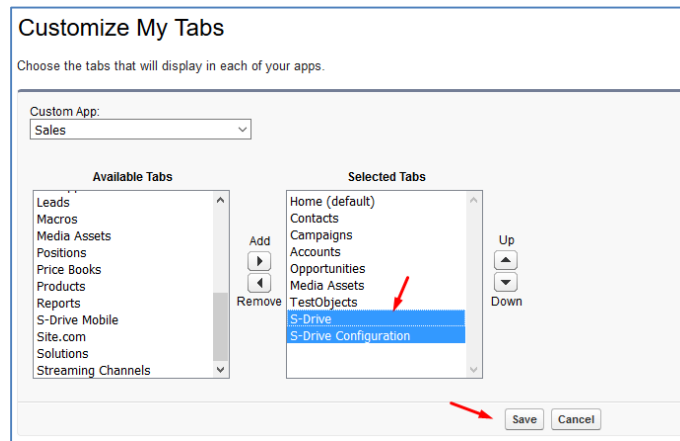 Customize My Tabs
Choose the tabs that will display in each of your apps.
Custom App:
Sales
Available Tabs
Leads
Macros
Media Assets
Positions
Price Books
Products
Reports
S-Drive Mobile
Site.com
Solutions
Streaming Channels
Add
Remove
Selected Tabs
Home (default)
Contacts
Campaigns
Accounts
Opportunities
Media Assets
TestObjects
S-Drive
S-Drive Configuration
Up
Down
Save
Cancel